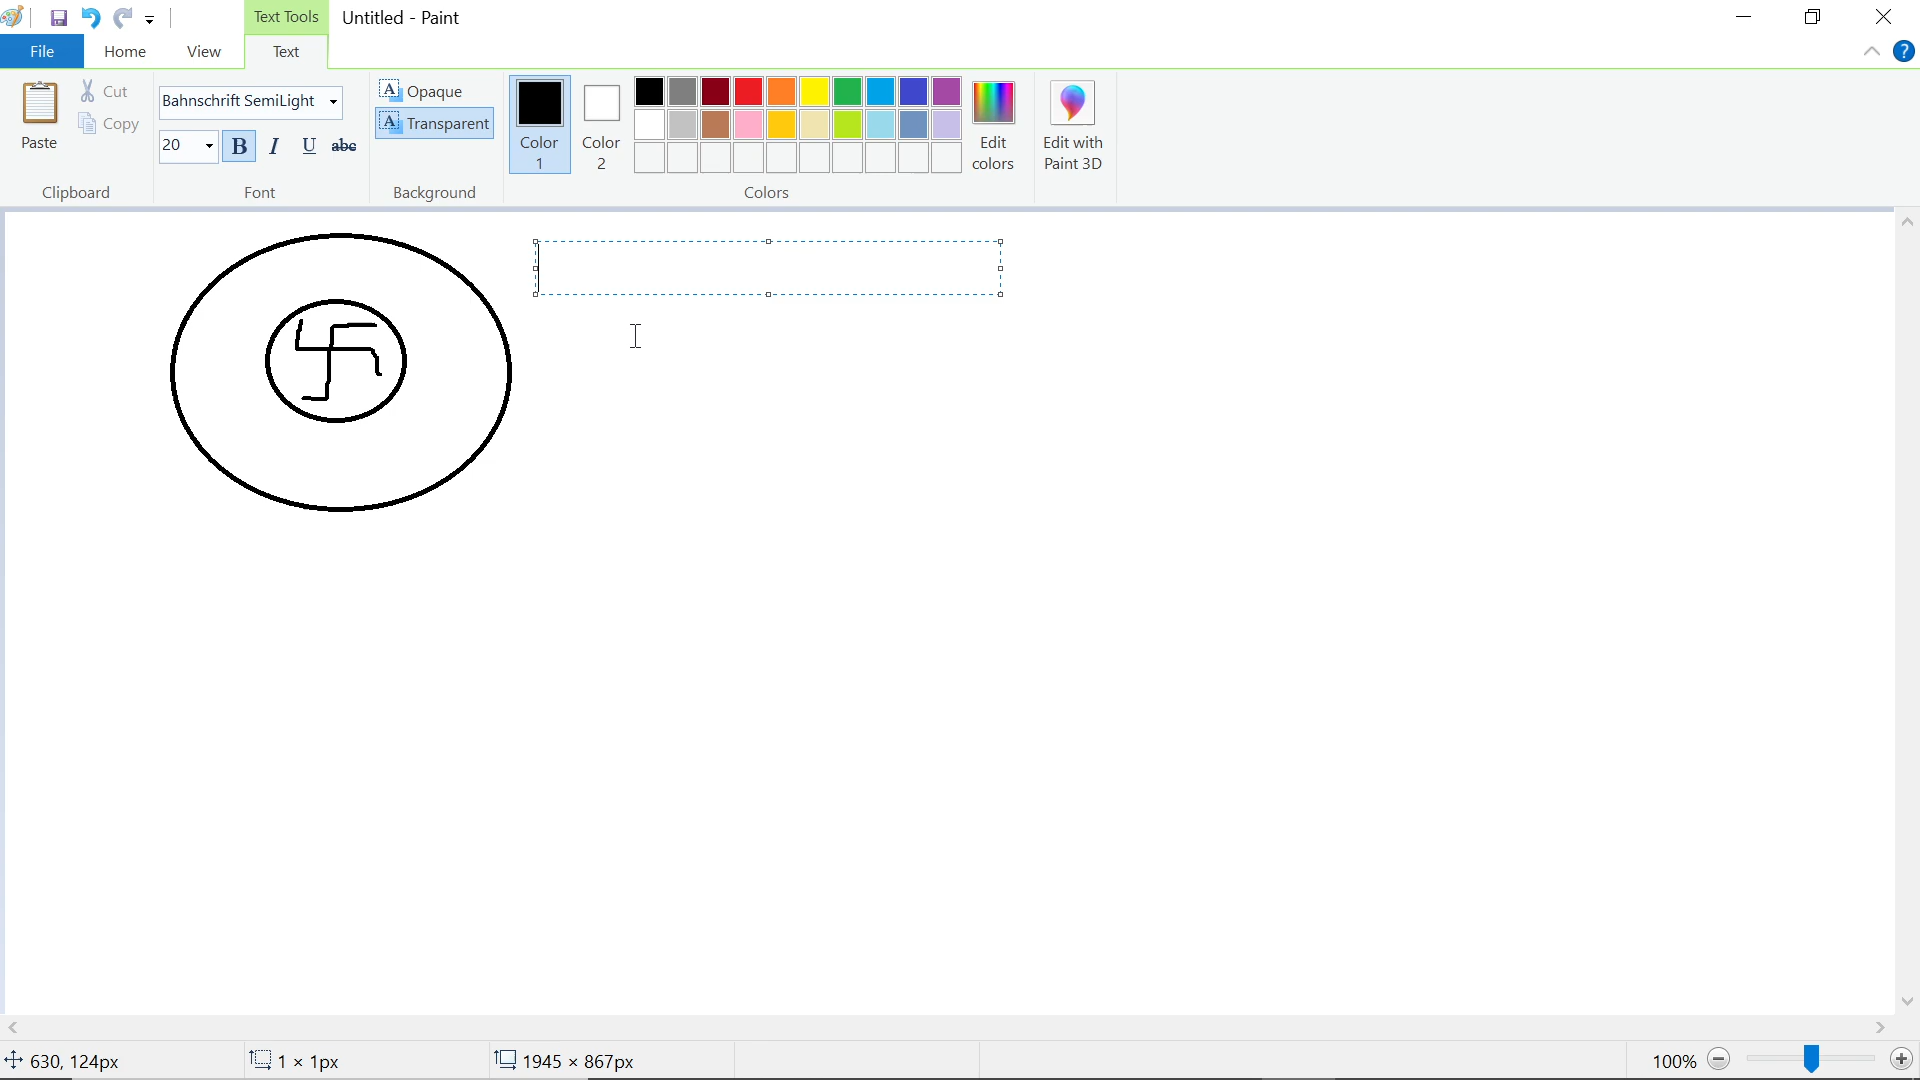 Text Tools
Untitled - Paint
File
Home
View
Text
Paste
Cut
Copy
Clipboard
Bahnschrift SemiLight
20
B
I
U
abc
Font
A Opaque
A Transparent
Background
Color 1
Color 2
Edit colors
Colors
Edit with Paint 3D
?
630, 124px
1 × 1px
1945 × 867px
100%